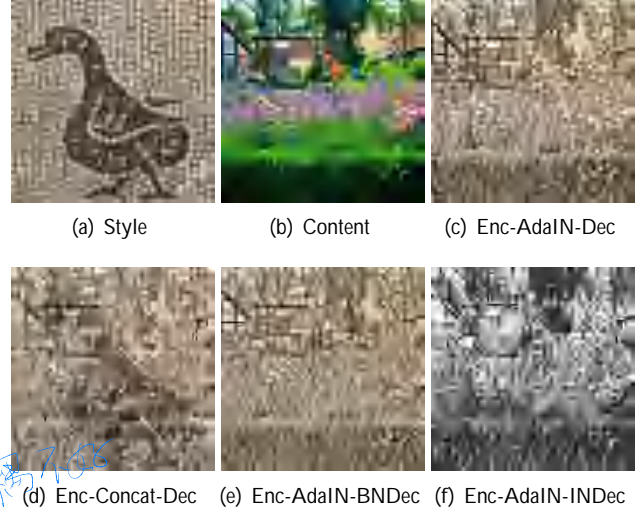 (a) Style
(b) Content
(c) Enc-AdaIN-Dec
(d) Enc-Concat-Dec
(e) Enc-AdaIN-BNDec
(f) Enc-AdaIN-INDec